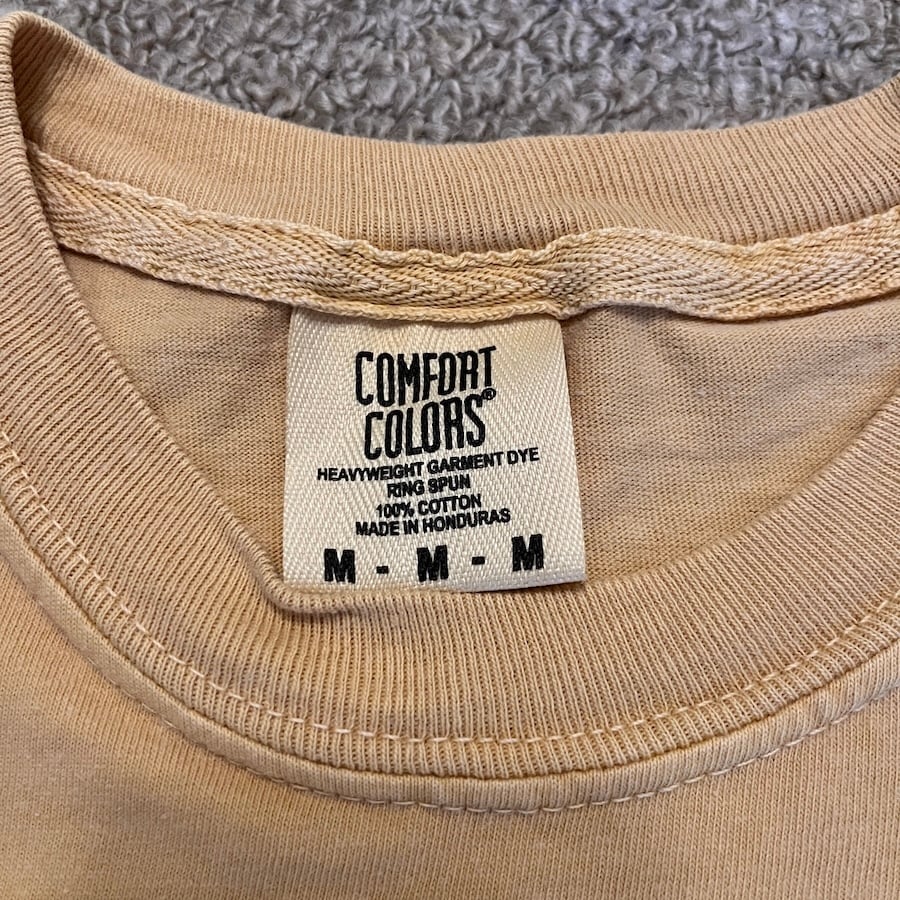 COMFORT
COLORS®
HEAVYWEIGHT GARMENT DYE
RING SPUN
100% COTTON
MADE IN HONDURAS
M - M - M